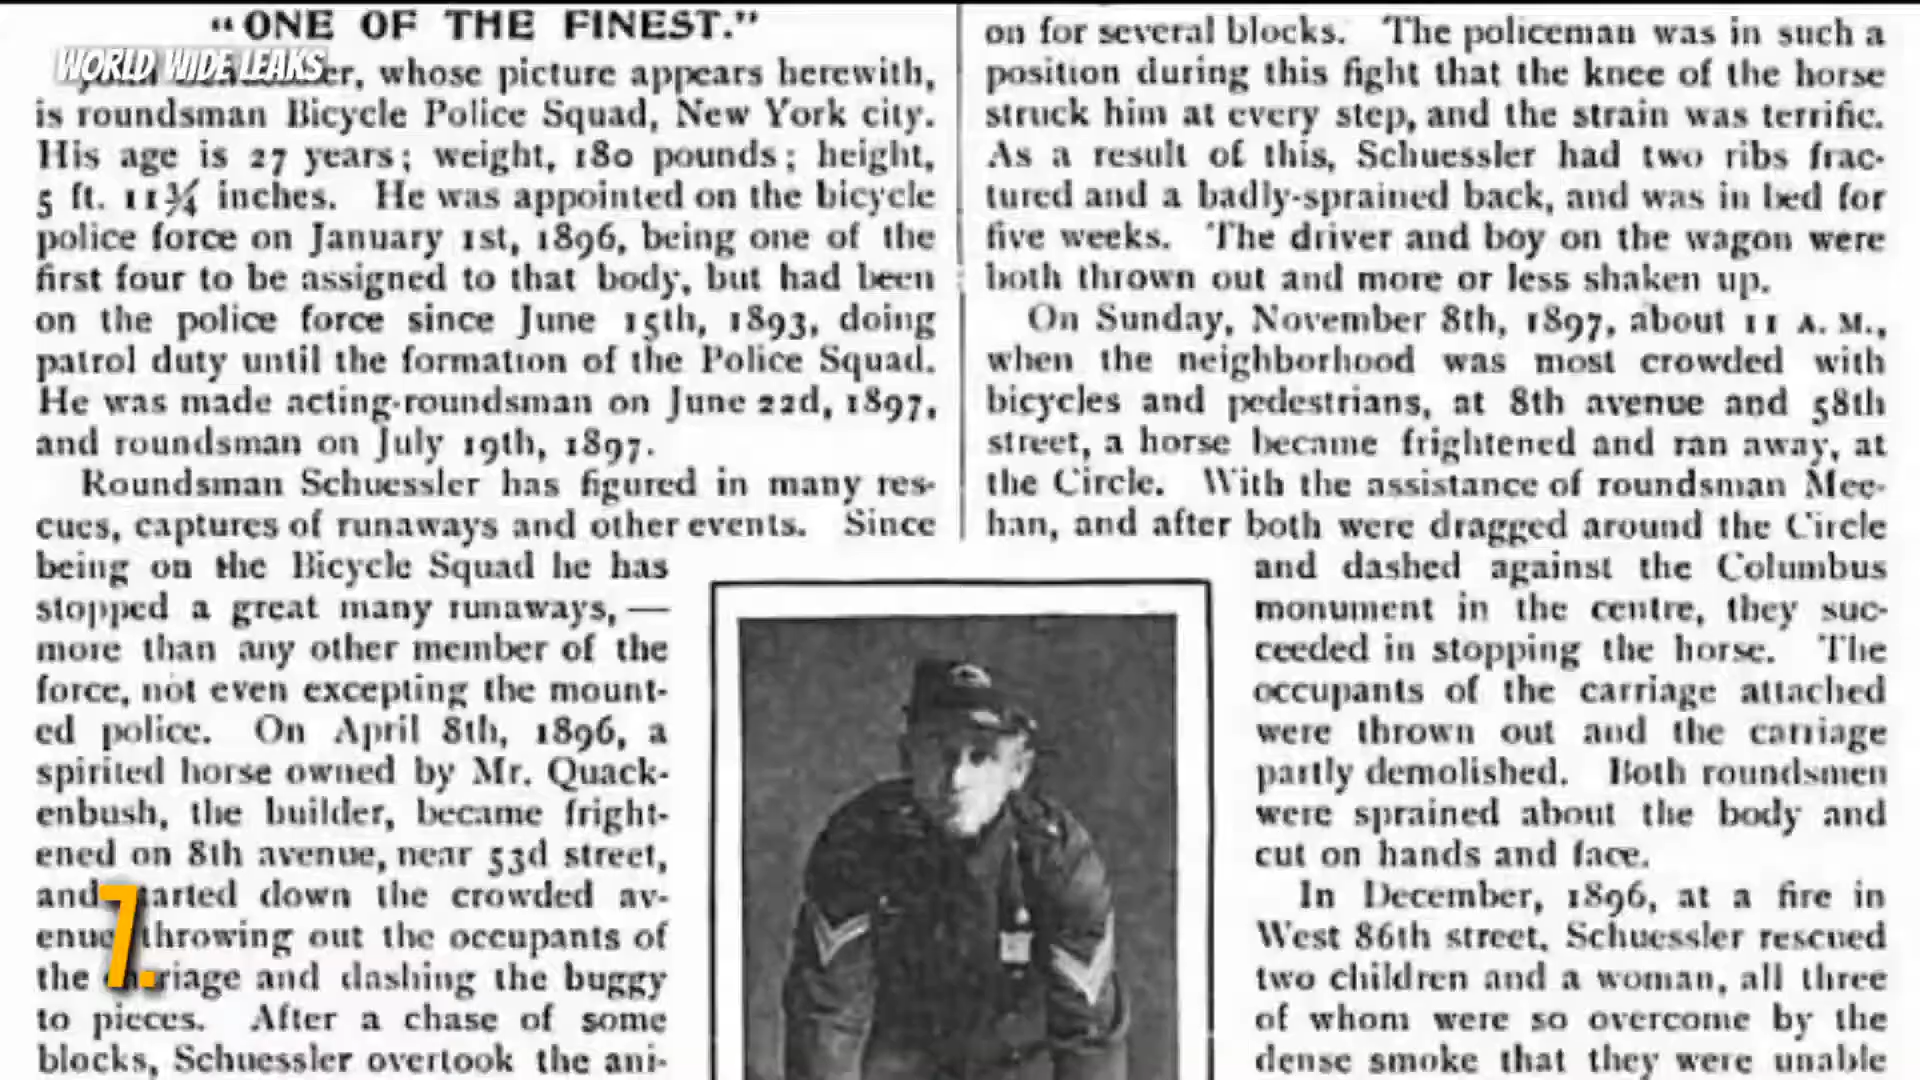 "ONE OF THE FINEST."
WORLD WIDE LEAKS
er, whose picture appears herewith,
is roundsman Bicycle Police Squad, New York city.
His age is 27 years; weight, 180 pounds; height,
5 ft. 11¾ inches. He was appointed on the bicycle
police force on January 1st, 1896, being one of the
first four to be assigned to that body, but had been
on the police force since June 15th, 1893, doing
patrol duty until the formation of the Police Squad.
He was made acting-roundsman on June 22d, 1897,
and roundsman on July 19th, 1897.
Roundsman Schuessler has figured in many res-
cues, captures of runaways and other events. Since
being on the Bicycle Squad he has
stopped a great many runaways, —
more than any other member of the
force, not even excepting the mount-
ed police. On April 8th, 1896, a
spirited horse owned by Mr. Quack-
enbush, the builder, became fright-
ened on 8th avenue, near 53d street,
and started down the crowded av-
enue throwing out the occupants of
the carriage and dashing the buggy
to pieces. After a chase of some
blocks, Schuessler overtook the ani-
7.
on for several blocks. The policeman was in such a
position during this fight that the knee of the horse
struck him at every step, and the strain was terrific.
As a result of this, Schuessler had two ribs frac-
tured and a badly-sprained back, and was in bed for
five weeks. The driver and boy on the wagon were
both thrown out and more or less shaken up.
On Sunday, November 8th, 1897, about 11 A. M.,
when the neighborhood was most crowded with
bicycles and pedestrians, at 8th avenue and 58th
street, a horse became frightened and ran away, at
the Circle. With the assistance of roundsman Mee-
han, and after both were dragged around the Circle
and dashed against the Columbus
monument in the centre, they suc-
ceeded in stopping the horse. The
occupants of the carriage attached
were thrown out and the carriage
partly demolished. Both roundsmen
were sprained about the body and
cut on hands and face.
In December, 1896, at a fire in
West 86th street, Schuessler rescued
two children and a woman, all three
of whom were so overcome by the
dense smoke that they were unable